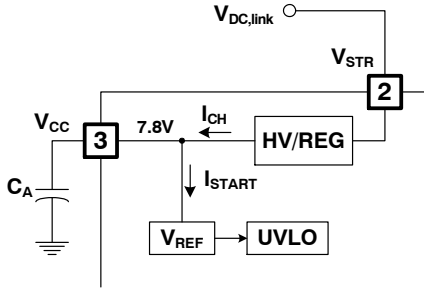 V_DC,link
V_STR
2
V_CC
3
7.8V
I_CH
HV/REG
C_A
I_START
V_REF
UVLO